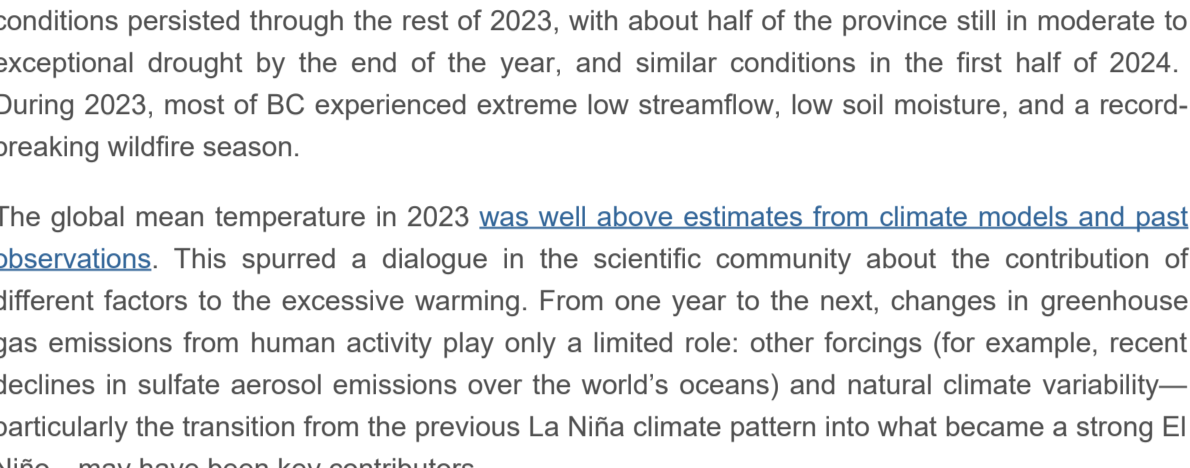 conditions persisted through the rest of 2023, with about half of the province still in moderate to
exceptional drought by the end of the year, and similar conditions in the first half of 2024.
During 2023, most of BC experienced extreme low streamflow, low soil moisture, and a record-
breaking wildfire season.
The global mean temperature in 2023 was well above estimates from climate models and past
observations. This spurred a dialogue in the scientific community about the contribution of
different factors to the excessive warming. From one year to the next, changes in greenhouse
gas emissions from human activity play only a limited role: other forcings (for example, recent
declines in sulfate aerosol emissions over the world’s oceans) and natural climate variability—
particularly the transition from the previous La Niña climate pattern into what became a strong El
Niño—may have been key contributors.